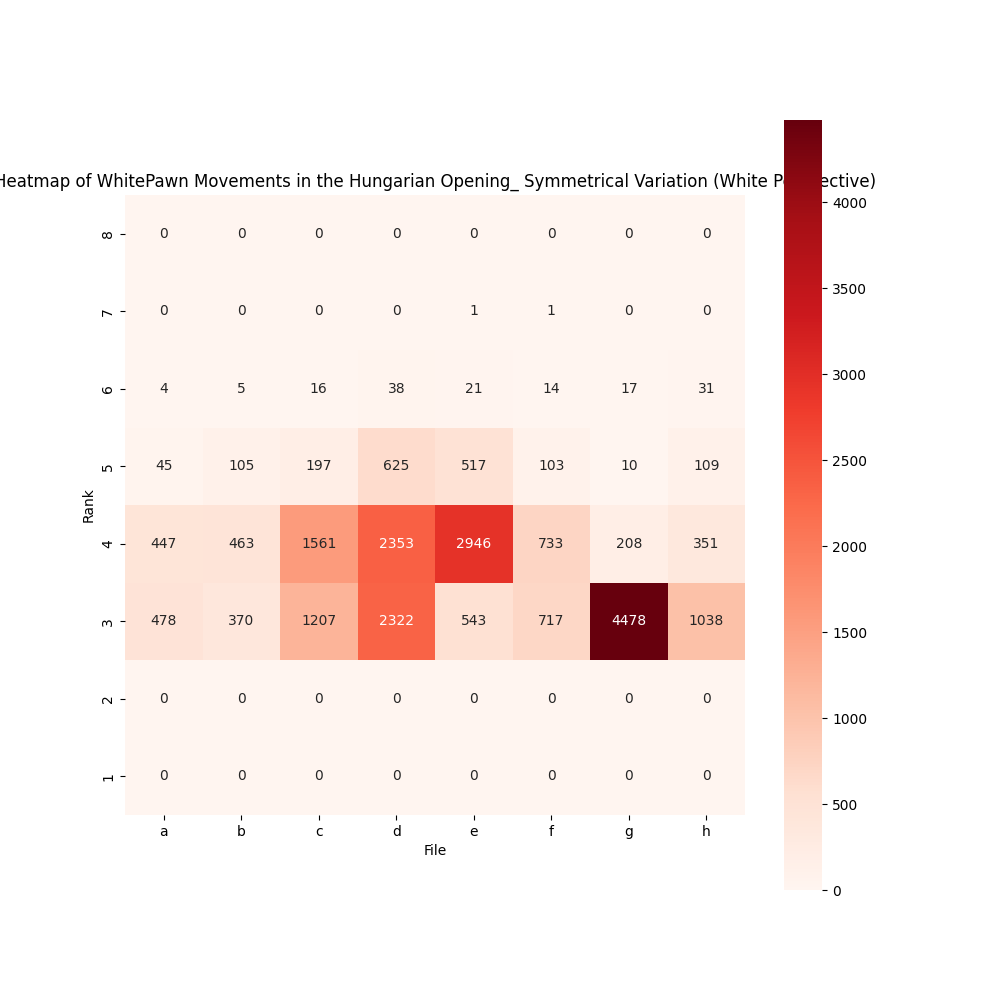 Heatmap of WhitePawn Movements in the Hungarian Opening_ Symmetrical Variation (White P ective)
4000
8 0 0 0 0 0 0 0 0
3500
7 0 0 0 0 1 1 0 0
3000
6 4 5 16 38 21 14 17 31
2500
5 45 105 197 625 517 103 10 109
Rank
2000
4 447 463 1561 2353 2946 733 208 351
1500
3 478 370 1207 2322 543 717 4478 1038
1000
2 0 0 0 0 0 0 0 0
500
1 0 0 0 0 0 0 0 0
a b c d e f g h
File
0